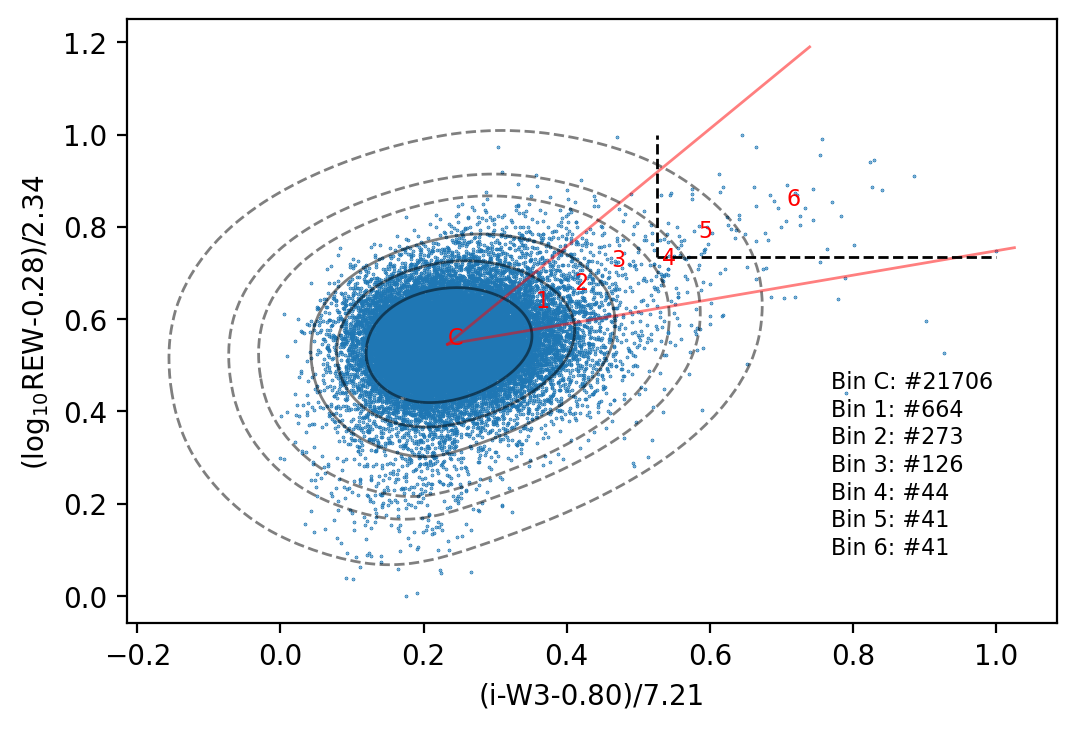 1.2
1.0
0.8
0.6
0.4
0.2
0.0
(log₁₀REW-0.28)/2.34
6
5
3
4
2
1
C
Bin C: #21706
Bin 1: #664
Bin 2: #273
Bin 3: #126
Bin 4: #44
Bin 5: #41
Bin 6: #41
−0.2 0.0 0.2 0.4 0.6 0.8 1.0
(i-W3-0.80)/7.21